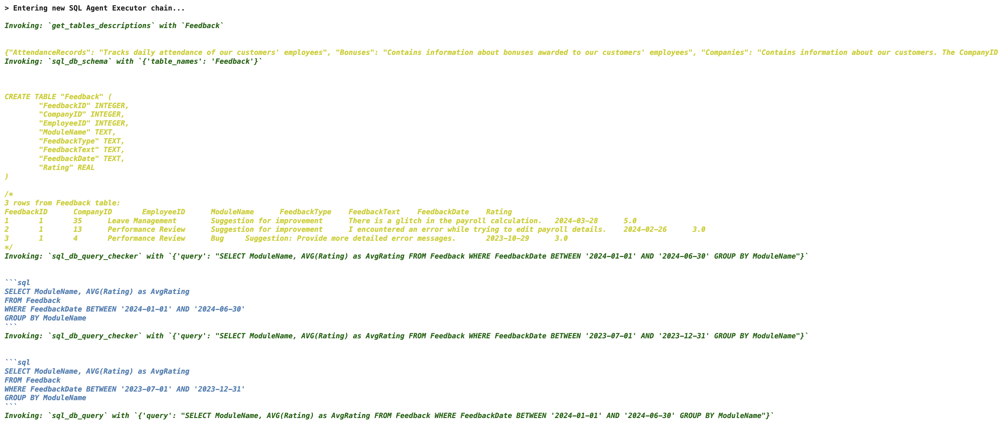 > Entering new SQL Agent Executor chain...
Invoking: `get_tables_descriptions` with `Feedback`
{"AttendanceRecords": "Tracks daily attendance of our customers' employees", "Bonuses": "Contains information about bonuses awarded to our customers' employees", "Companies": "Contains information about our customers. The CompanyID
Invoking: `sql_db_schema` with `{'table_names': 'Feedback'}`
CREATE TABLE "Feedback" (
	"FeedbackID" INTEGER,
	"CompanyID" INTEGER,
	"EmployeeID" INTEGER,
	"ModuleName" TEXT,
	"FeedbackType" TEXT,
	"FeedbackText" TEXT,
	"FeedbackDate" TEXT,
	"Rating" REAL
)
/*
3 rows from Feedback table:
FeedbackID	CompanyID	EmployeeID	ModuleName	FeedbackType	FeedbackText	FeedbackDate	Rating
1	1	35	Leave Management	Suggestion for improvement	There is a glitch in the payroll calculation.	2024-03-28	5.0
2	1	13	Performance Review	Suggestion for improvement	I encountered an error while trying to edit payroll details.	2024-02-26	3.0
3	1	4	Performance Review	Bug	Suggestion: Provide more detailed error messages.	2023-10-29	3.0
*/
Invoking: `sql_db_query_checker` with `{'query': "SELECT ModuleName, AVG(Rating) as AvgRating FROM Feedback WHERE FeedbackDate BETWEEN '2024-01-01' AND '2024-06-30' GROUP BY ModuleName"}`
```sql
SELECT ModuleName, AVG(Rating) as AvgRating
FROM Feedback
WHERE FeedbackDate BETWEEN '2024-01-01' AND '2024-06-30'
GROUP BY ModuleName
```
Invoking: `sql_db_query_checker` with `{'query': "SELECT ModuleName, AVG(Rating) as AvgRating FROM Feedback WHERE FeedbackDate BETWEEN '2023-07-01' AND '2023-12-31' GROUP BY ModuleName"}`
```sql
SELECT ModuleName, AVG(Rating) as AvgRating
FROM Feedback
WHERE FeedbackDate BETWEEN '2023-07-01' AND '2023-12-31'
GROUP BY ModuleName
```
Invoking: `sql_db_query` with `{'query': "SELECT ModuleName, AVG(Rating) as AvgRating FROM Feedback WHERE FeedbackDate BETWEEN '2024-01-01' AND '2024-06-30' GROUP BY ModuleName"}`